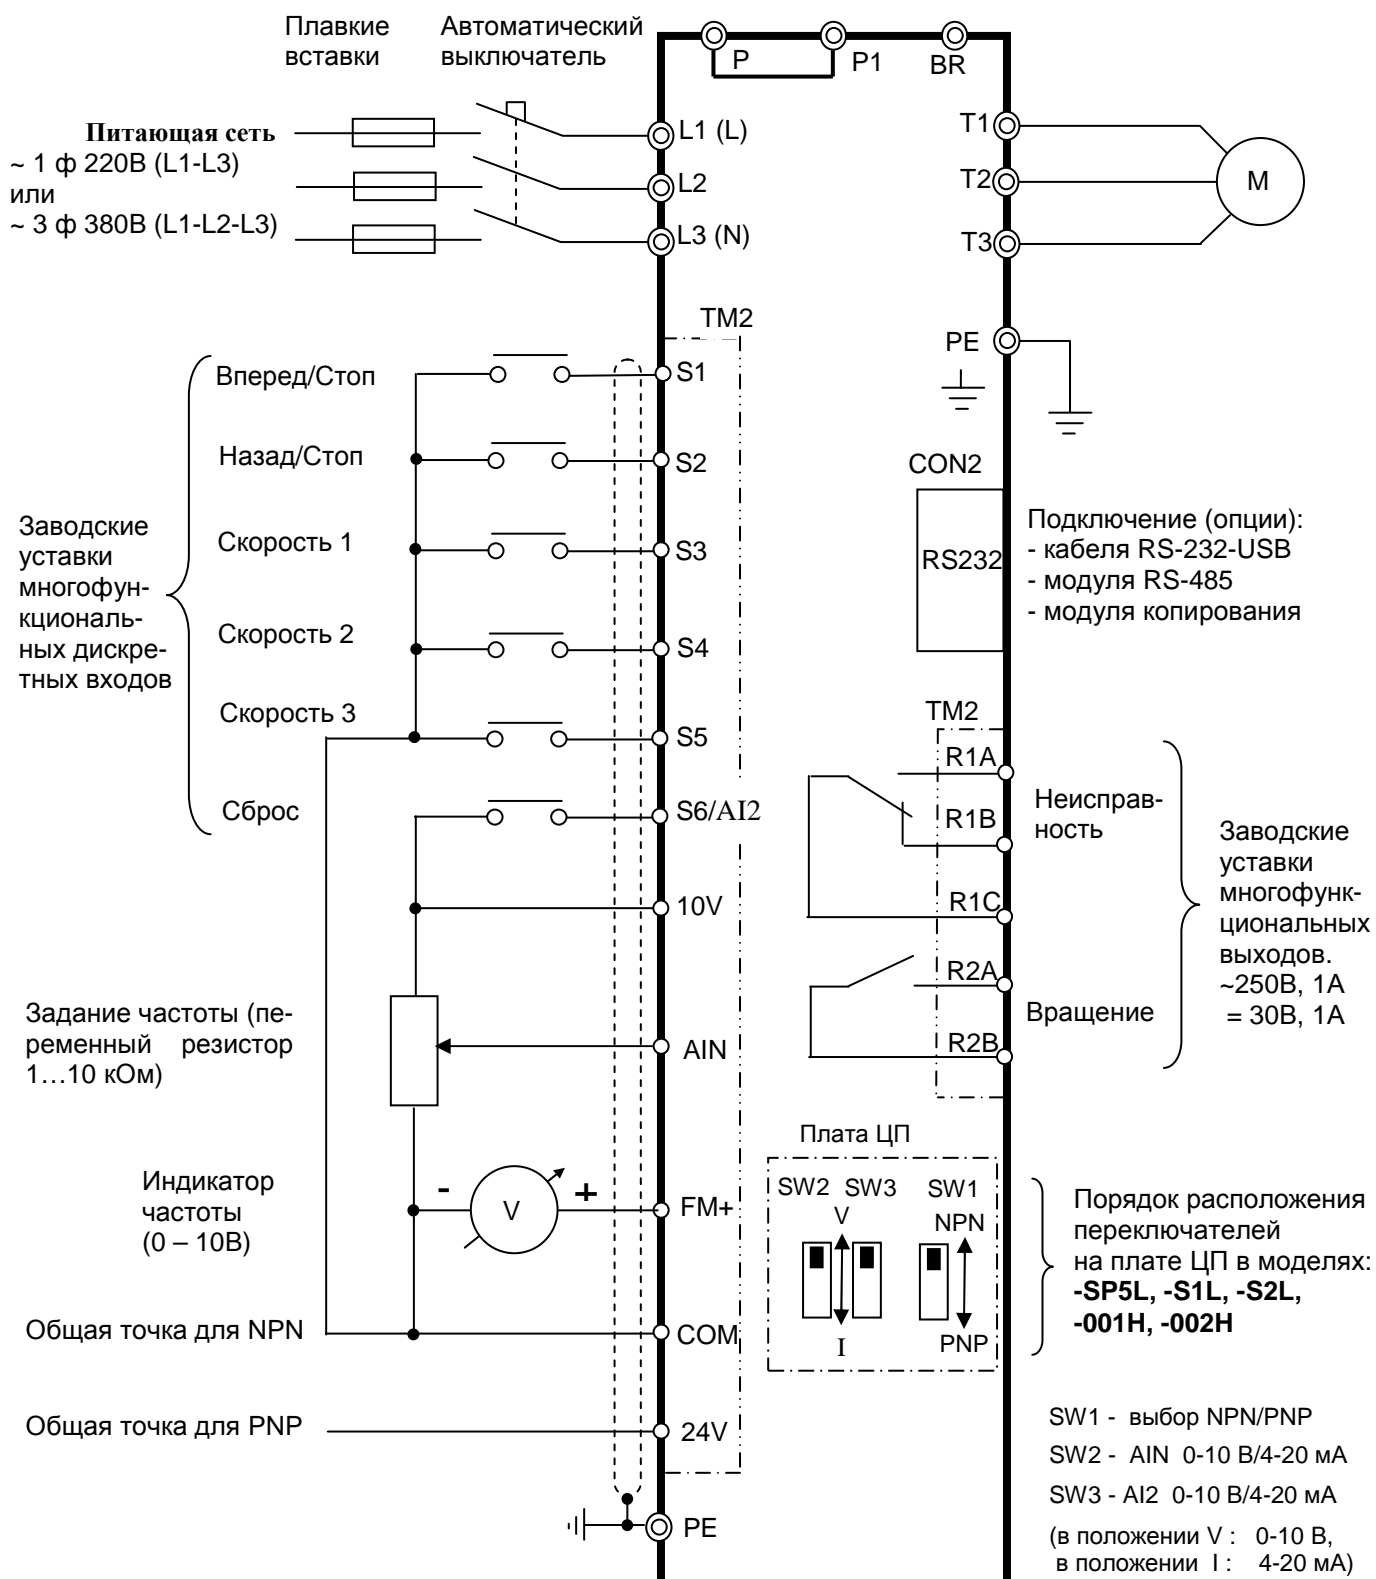 Плавкие
вставки
Автоматический
выключатель
P
P1
BR
Питающая сеть
~ 1 ф 220В (L1-L3)
или
~ 3 ф 380В (L1-L2-L3)
L1 (L)
L2
L3 (N)
T1
T2
T3
M
TM2
PE
Вперед/Стоп
S1
Назад/Стоп
S2
Скорость 1
S3
Скорость 2
S4
Скорость 3
S5
Сброс
S6/AI2
Заводские
уставки
многофун-
кциональ-
ных дискре-
тных входов
CON2
RS232
Подключение (опции):
- кабеля RS-232-USB
- модуля RS-485
- модуля копирования
TM2
R1A
R1B
R1C
R2A
R2B
Неисправ-
ность
Вращение
Заводские
уставки
многофунк-
циональных
выходов.
~250В, 1А
= 30В, 1А
10V
Задание частоты (пе-
ременный резистор
1…10 кОм)
AIN
Индикатор
частоты
(0 – 10В)
-
V
+
FM+
Общая точка для NPN
COM
Общая точка для PNP
24V
PE
Плата ЦП
SW2 SW3 SW1
V
NPN
I
PNP
Порядок расположения
переключателей
на плате ЦП в моделях:
-SP5L, -S1L, -S2L,
-001H, -002H
SW1 - выбор NPN/PNP
SW2 - AIN 0-10 В/4-20 мА
SW3 - AI2 0-10 В/4-20 мА
(в положении V : 0-10 В,
в положении I : 4-20 мА)